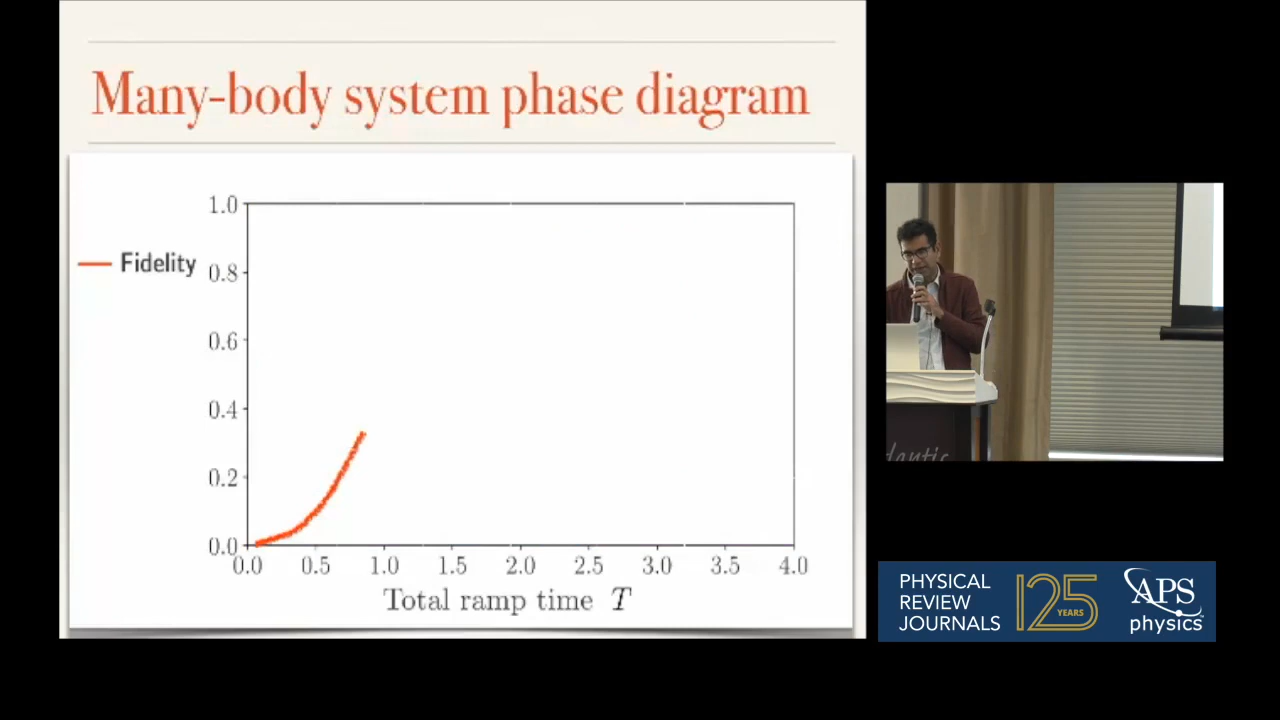 Many-body system phase diagram
Fidelity
1.0
0.8
0.6
0.4
0.2
0.0
0.0 0.5 1.0 1.5 2.0 2.5 3.0 3.5 4.0
Total ramp time T
PHYSICAL
REVIEW
JOURNALS
125
YEARS
APS
physics